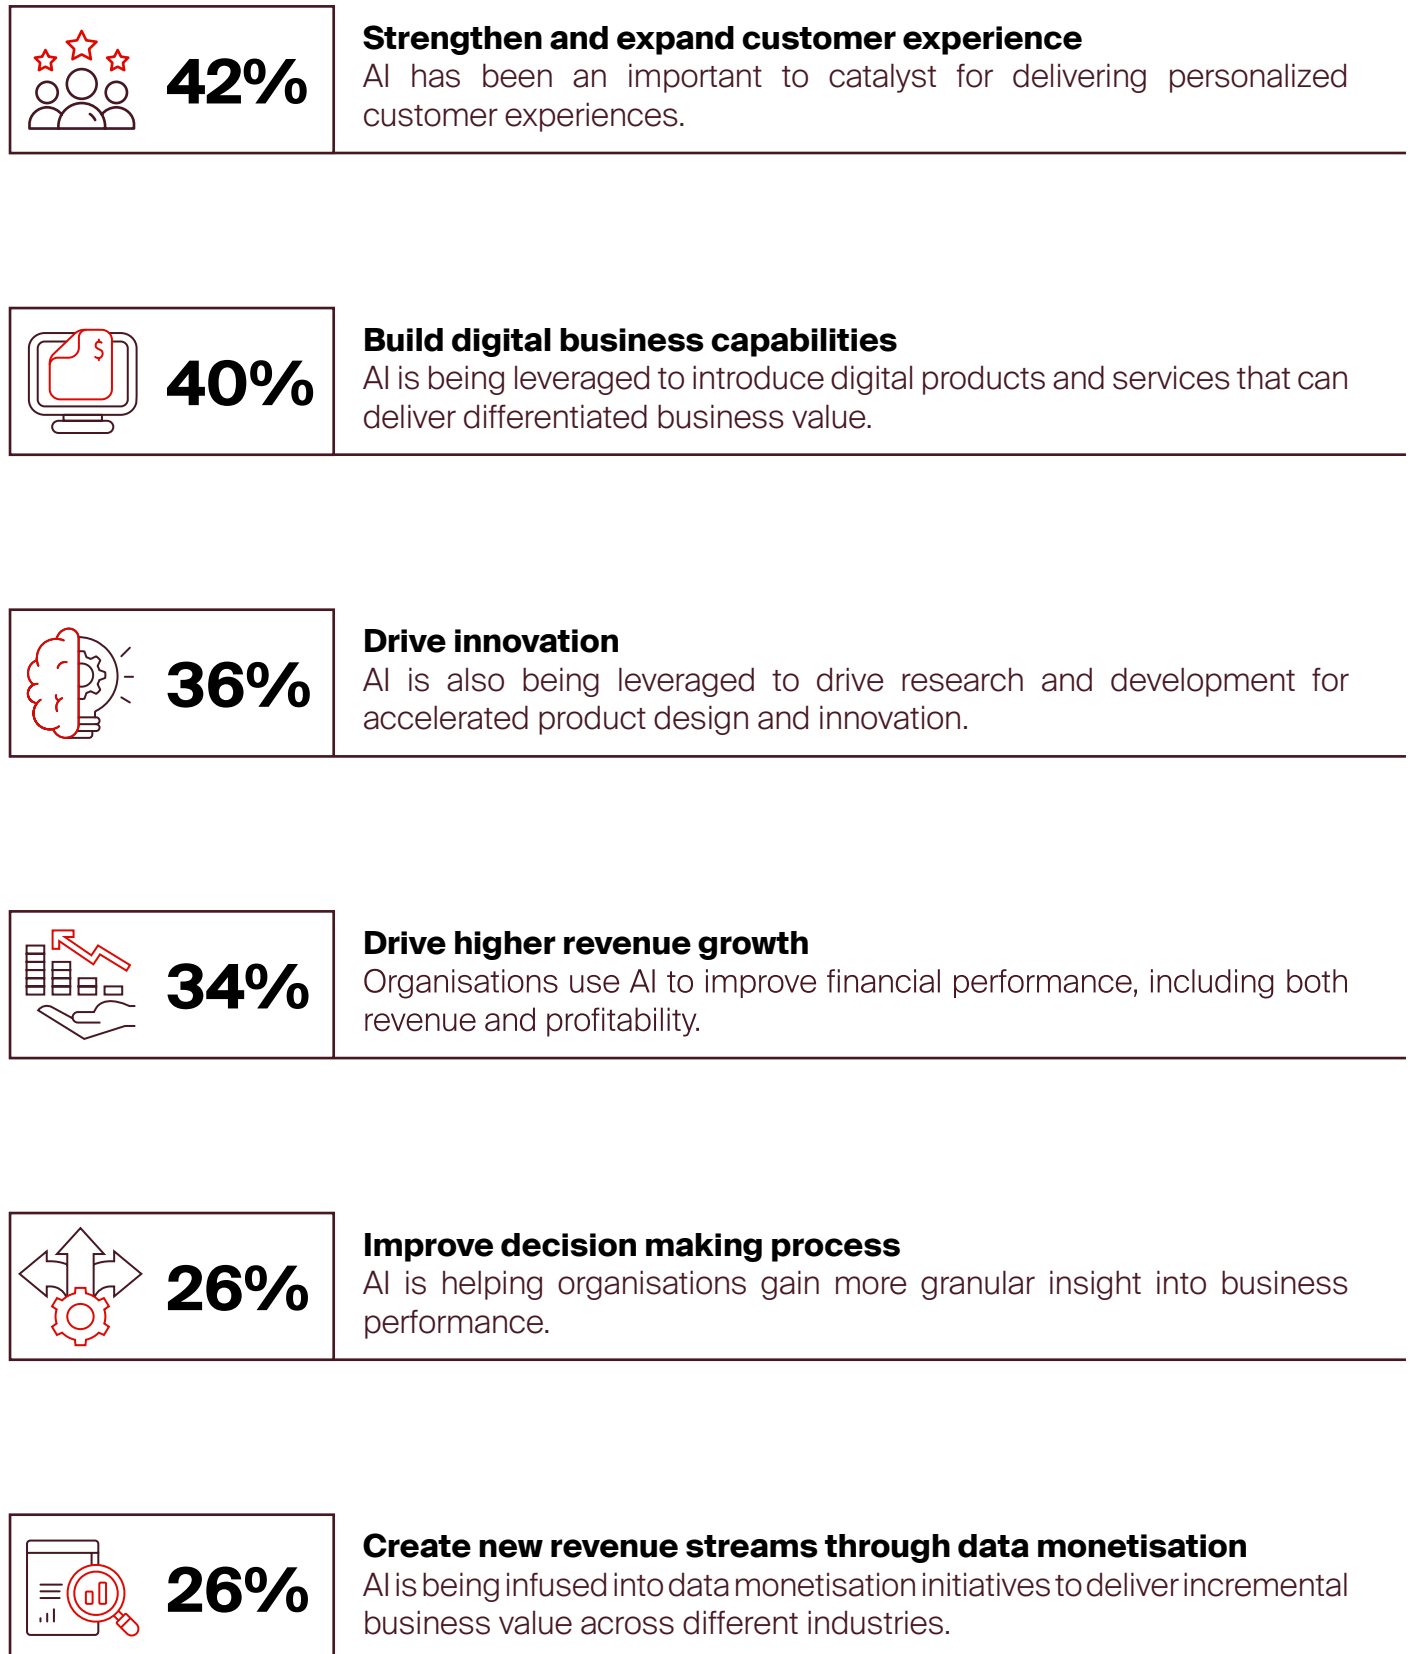 42%
Strengthen and expand customer experience
AI has been an important to catalyst for delivering personalized
customer experiences.
$
40%
Build digital business capabilities
AI is being leveraged to introduce digital products and services that can
deliver differentiated business value.
36%
Drive innovation
AI is also being leveraged to drive research and development for
accelerated product design and innovation.
34%
Drive higher revenue growth
Organisations use AI to improve financial performance, including both
revenue and profitability.
26%
Improve decision making process
AI is helping organisations gain more granular insight into business
performance.
26%
Create new revenue streams through data monetisation
AI is being infused into data monetisation initiatives to deliver incremental
business value across different industries.